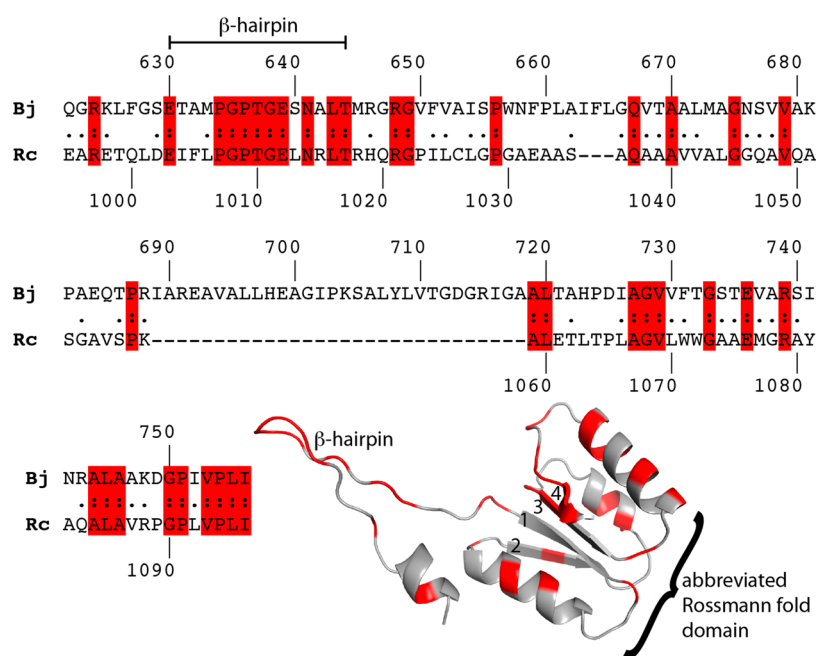 β-hairpin
630 640 650 660 670 680
Bj QGRKLFGSETAMPGPTGESNALTMRGRGVFVAISPWNFPLAIFLGQVTAALMAGNSVVAK
Rc EARETQLDEIFLPGPTGELNRLTRHQRGPILCLGPGAEAAS---AQAAAVVALGGQAVQA
1000 1010 1020 1030 1040 1050
690 700 710 720 730 740
Bj PAEQTPRIAREAVALLHEAGIPKSALYLVTGDGRIGAALTAHPDIAGVVFTGSTEVARSI
Rc SGAVSPK------------------------------ALETLTPLAGVLWWGAAEMGRAY
1060 1070 1080
750
Bj NRALAAKDGPIVPLI
Rc AQALAVRPGPLVPLI
1090
β-hairpin
4
3
1
2
abbreviated
Rossmann fold
domain